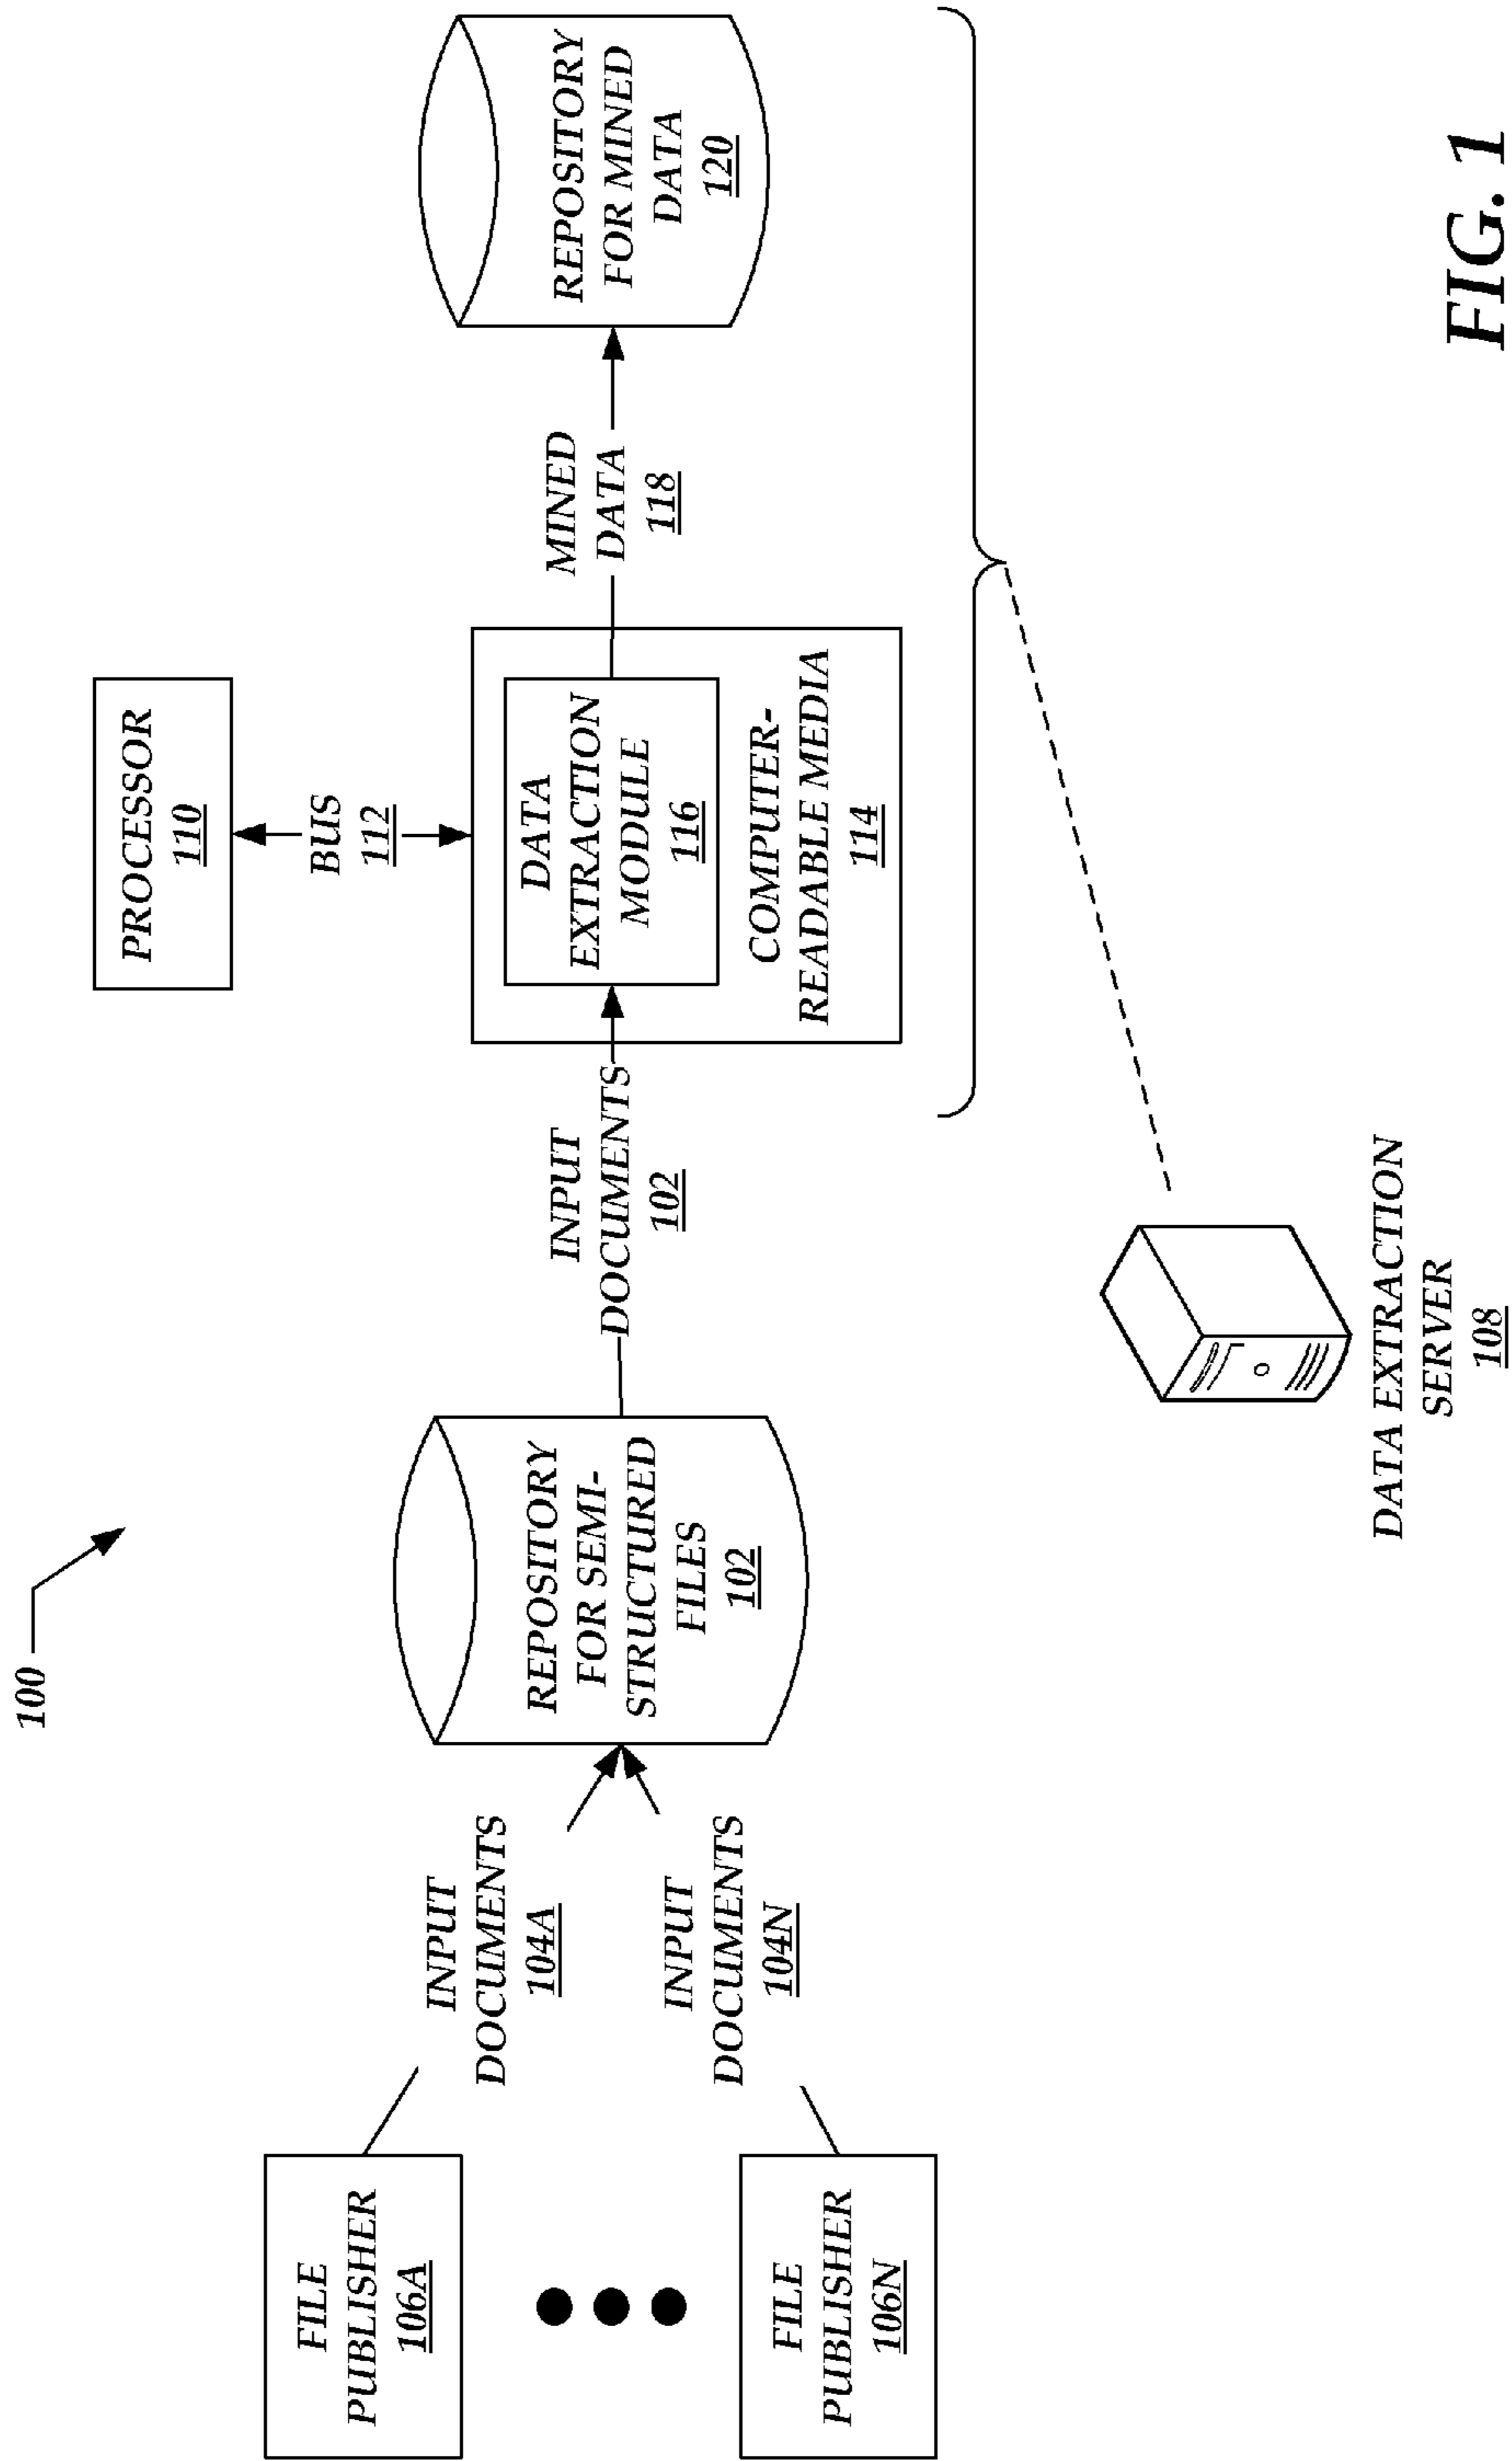 100
FILE
PUBLISHER
106A
FILE
PUBLISHER
106N
INPUT
DOCUMENTS
104A
INPUT
DOCUMENTS
104N
REPOSITORY
FOR SEMI-
STRUCTURED
FILES
102
INPUT
DOCUMENTS
102
PROCESSOR
110
BUS
112
DATA
EXTRACTION
MODULE
116
COMPUTER-
READABLE MEDIA
114
MINED
DATA
118
REPOSITORY
FOR MINED
DATA
120
DATA EXTRACTION
SERVER
108
FIG. 1